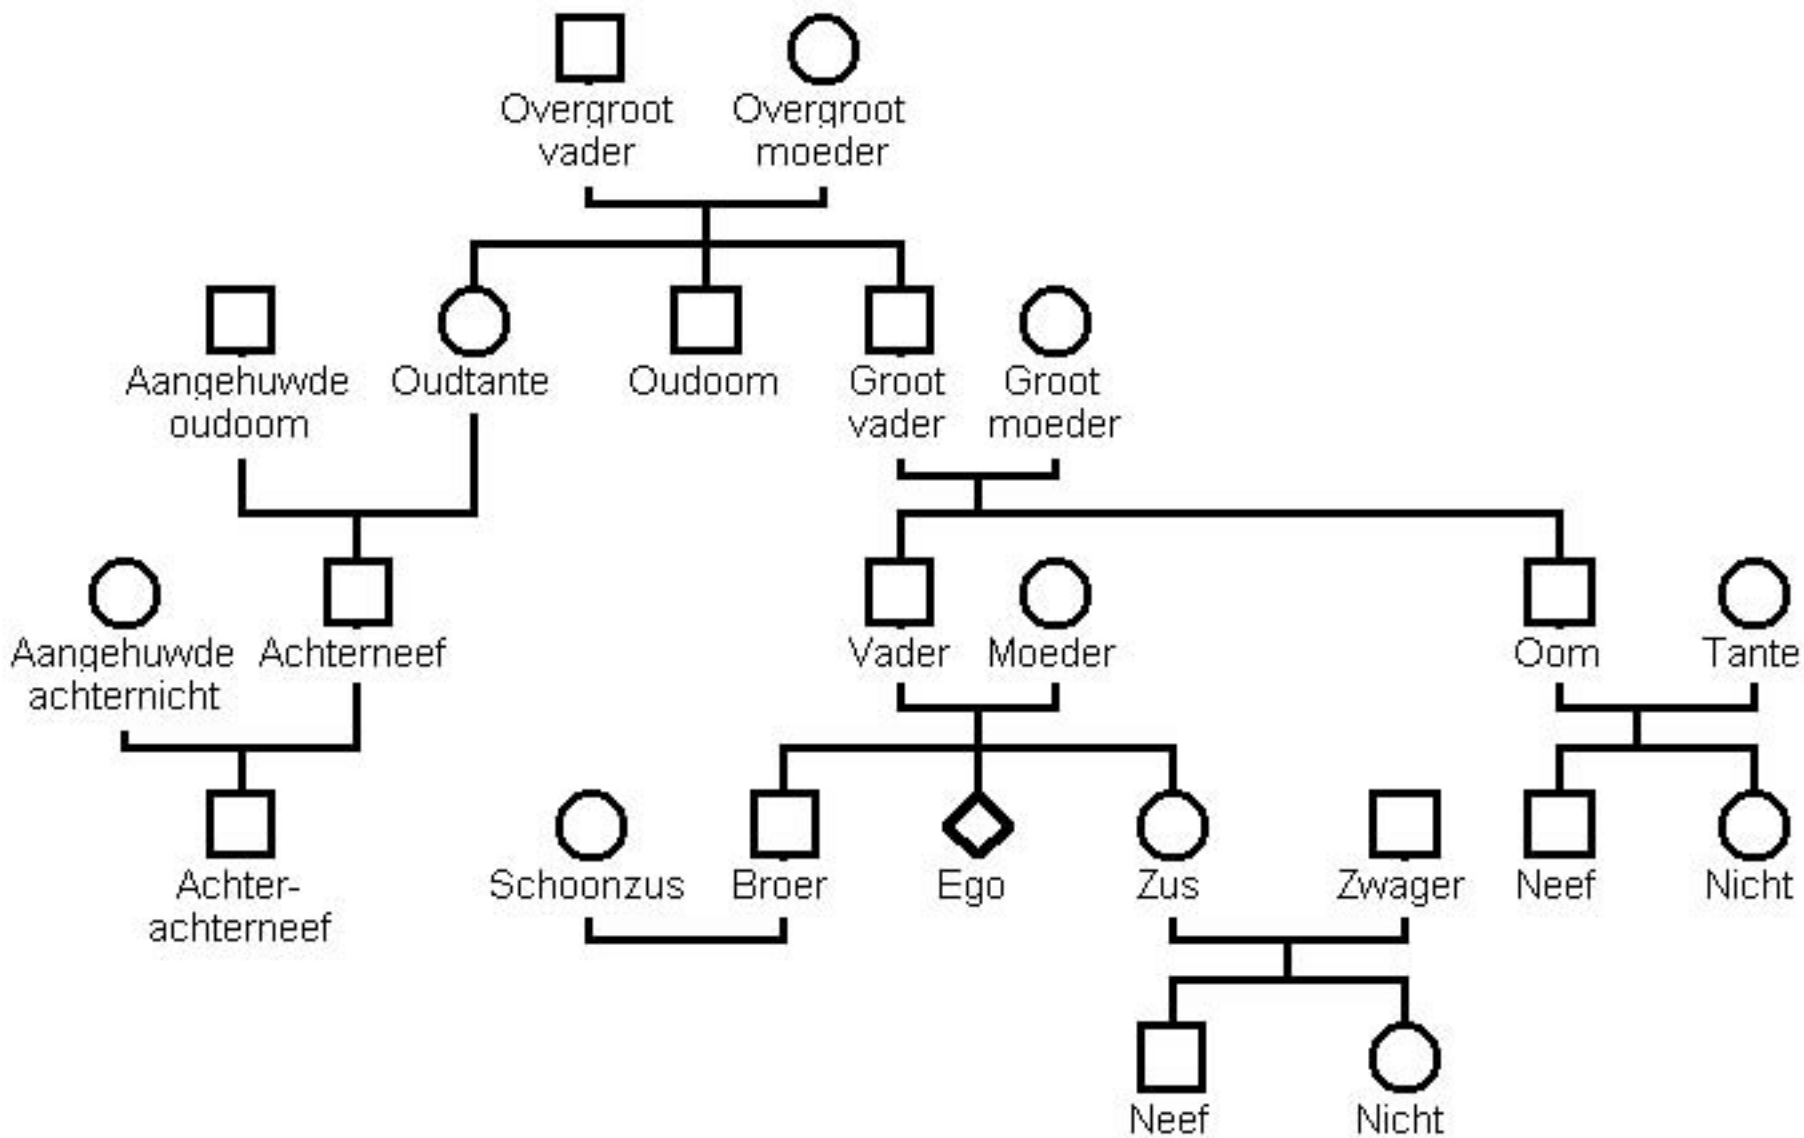 Overgroot vader
Overgroot moeder
Aangehuwde oudoom
Oudtante
Oudoom
Groot vader
Groot moeder
Aangehuwde achternicht
Achterneef
Vader
Moeder
Oom
Tante
Achter-
achterneef
Schoonzus
Broer
Ego
Zus
Zwager
Neef
Nicht
Neef
Nicht